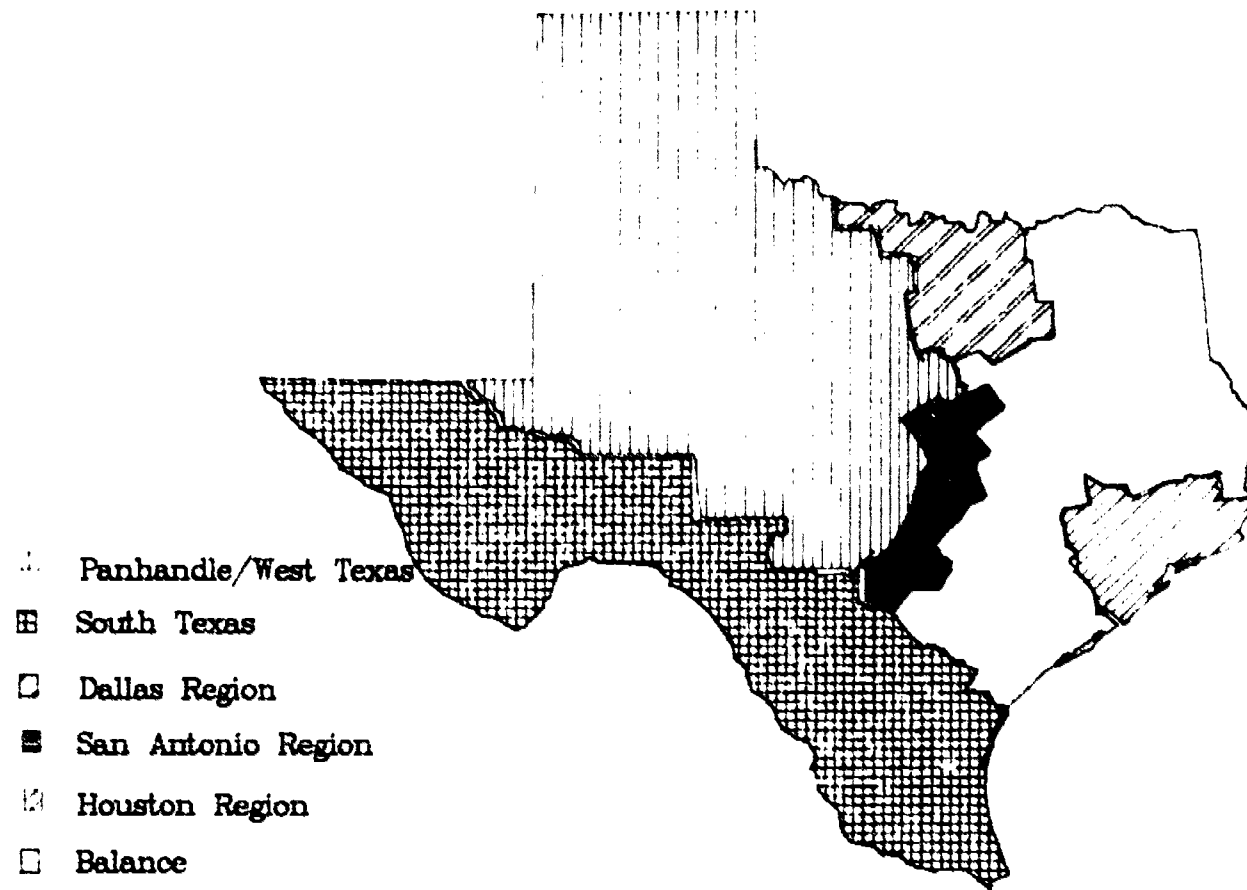 Panhandle/West Texas
South Texas
Dallas Region
San Antonio Region
Houston Region
Balance